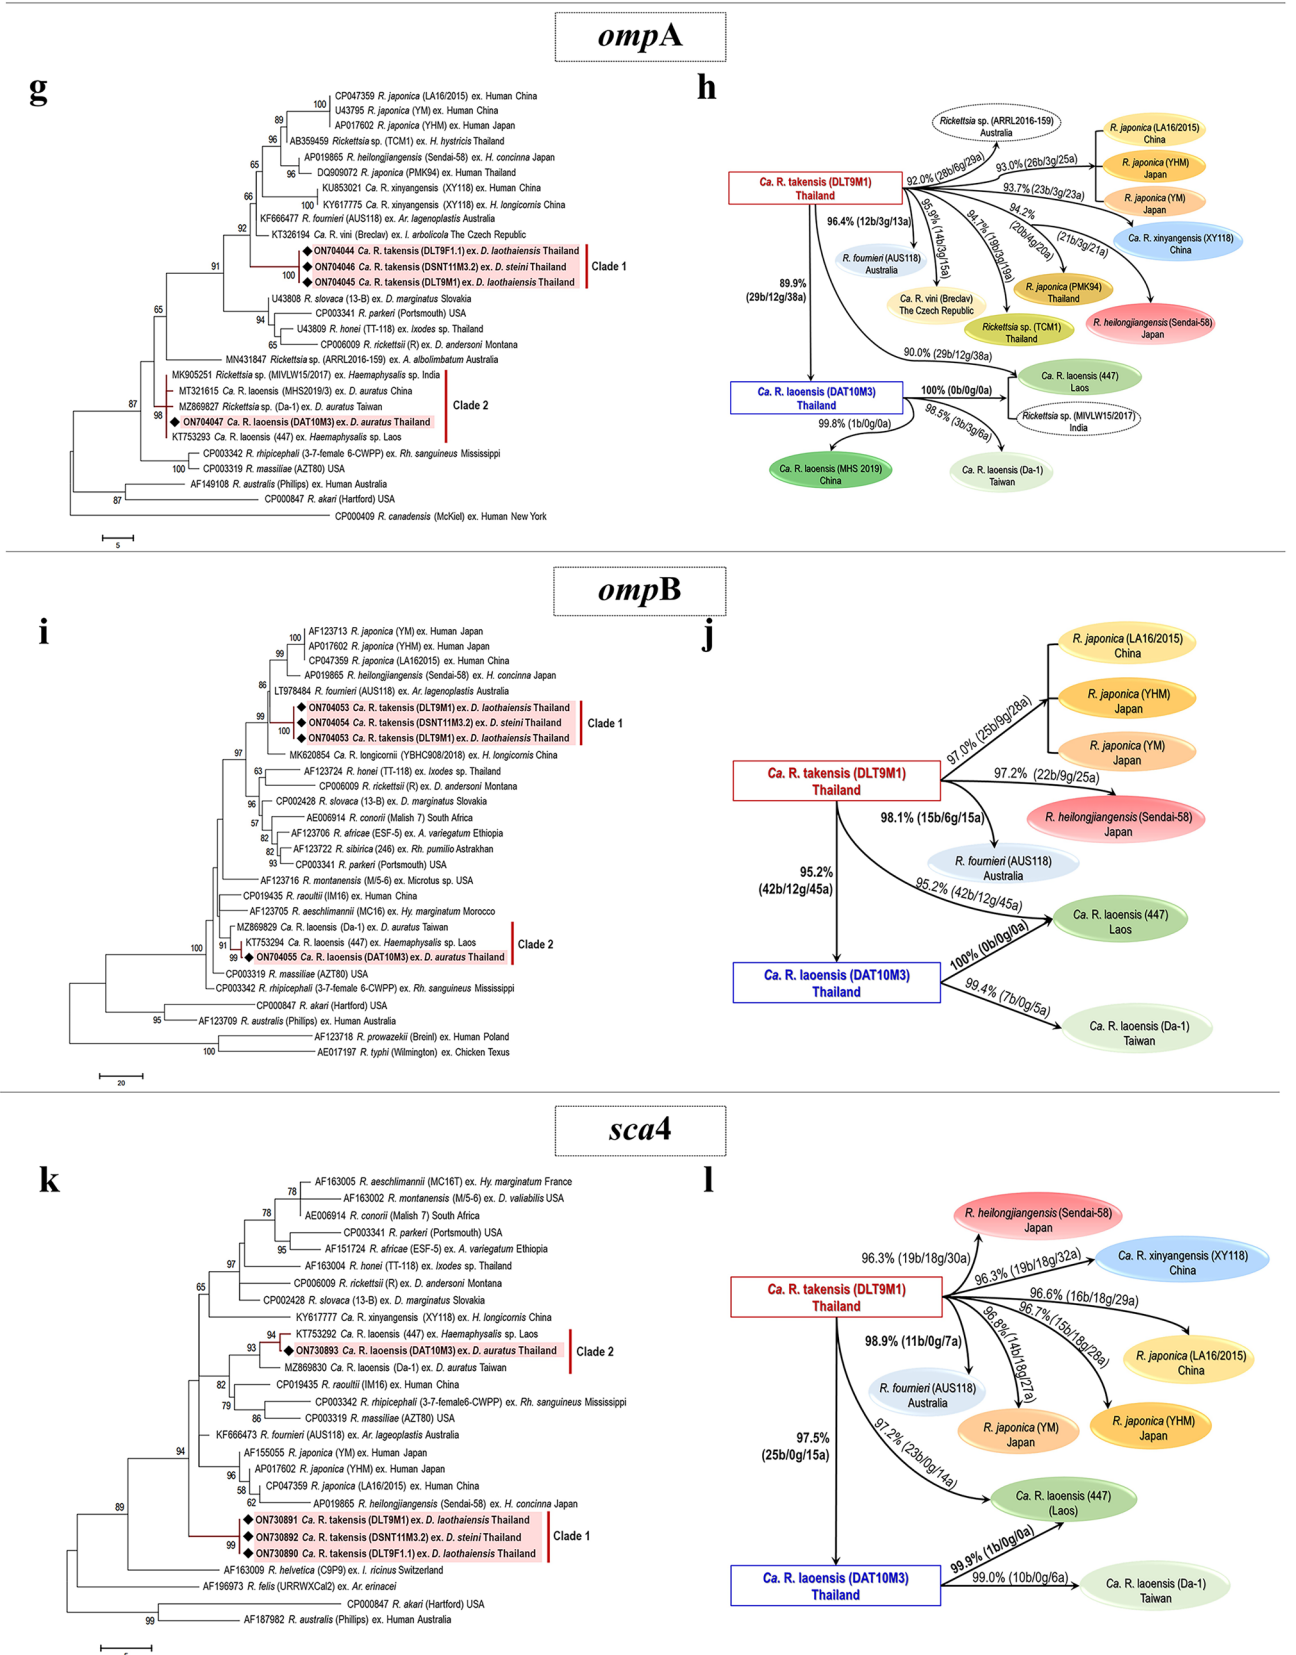 ompA
g
CP047359 R. japonica (LA16/2015) ex. Human China
U43795 R. japonica (YM) ex. Human China
AP017602 R. japonica (YHM) ex. Human Japan
AB359459 Rickettsia sp. (TCM1) ex. H. hystricis Thailand
AP019865 R. heilongjiangensis (Sendai-58) ex. H. concinna Japan
DQ909072 R. japonica (PMK94) ex. Human Thailand
KU853021 Ca. R. xinyangensis (XY118) ex. Human China
KY617775 Ca. R. xinyangensis (XY118) ex. H. longicornis China
KF666477 R. fournieri (AUS118) ex. Ar. lagenoplastis Australia
KT326194 Ca. R. vini (Breclav) ex. I. arbolicola The Czech Republic
ON704044 Ca. R. takensis (DLT9F1.1) ex. D. laothaiensis Thailand
ON704046 Ca. R. takensis (DSNT11M3.2) ex. D. steini Thailand
ON704045 Ca. R. takensis (DLT9M1) ex. D. laothaiensis Thailand
Clade 1
U43808 R. slovaca (13-B) ex. D. marginatus Slovakia
CP003341 R. parkeri (Portsmouth) USA
U43809 R. honei (TT-118) ex. Ixodes sp. Thailand
CP006009 R. rickettsii (R) ex. D. andersoni Montana
MN431847 Rickettsia sp. (ARRL2016-159) ex. A. albolimbatum Australia
MK905251 Rickettsia sp. (MIVLW15/2017) ex. Haemaphysalis sp. India
MT321615 Ca. R. laoensis (MHS2019/3) ex. D. auratus China
MZ869827 Rickettsia sp. (Da-1) ex. D. auratus Taiwan
ON704047 Ca. R. laoensis (DAT10M3) ex. D. auratus Thailand
KT753293 Ca. R. laoensis (447) ex. Haemaphysalis sp. Laos
Clade 2
CP003342 R. rhipicephali (3-7-female 6-CWPP) ex. Rh. sanguineus Mississippi
CP003319 R. massiliae (AZT80) USA
AF149108 R. australis (Phillips) ex. Human Australia
CP000847 R. akari (Hartford) USA
CP000409 R. canadensis (McKiel) ex. Human New York
100
89
96
96
65
66
100
92
100
91
94
65
65
98
87
100
87
5
h
Rickettsia sp. (ARRL2016-159)
Australia
R. japonica (LA16/2015)
China
R. japonica (YHM)
Japan
R. japonica (YM)
Japan
Ca. R. takensis (DLT9M1)
Thailand
92.0% (28b/6g/29a)
93.0% (26b/3g/25a)
93.7% (23b/3g/23a)
94.2%
(20b/4g/20a)
(21b/3g/21a)
94.7% (19b/3g/19a)
95.9% (14b/3g/15a)
96.4% (12b/3g/13a)
Ca. R. xinyangensis (XY118)
China
R. fournieri (AUS118)
Australia
Ca. R. vini (Breclav)
The Czech Republic
R. japonica (PMK94)
Thailand
Rickettsia sp. (TCM1)
Thailand
R. heilongjiangensis (Sendai-58)
Japan
89.9%
(29b/12g/38a)
90.0% (29b/12g/38a)
Ca. R. laoensis (447)
Laos
Ca. R. laoensis (DAT10M3)
Thailand
100% (0b/0g/0a)
98.5% (3b/3g/6a)
99.8% (1b/0g/0a)
Rickettsia sp. (MIVLW15/2017)
India
Ca. R. laoensis (MHS 2019)
China
Ca. R. laoensis (Da-1)
Taiwan
ompB
i
AF123713 R. japonica (YM) ex. Human Japan
AP017602 R. japonica (YHM) ex. Human Japan
CP047359 R. japonica (LA162015) ex. Human China
AP019865 R. heilongjiangensis (Sendai-58) ex. H. concinna Japan
LT978484 R. fournieri (AUS118) ex. Ar. lagenoplastis Australia
ON704053 Ca. R. takensis (DLT9M1) ex. D. laothaiensis Thailand
ON704054 Ca. R. takensis (DSNT11M3.2) ex. D. steini Thailand
ON704053 Ca. R. takensis (DLT9M1) ex. D. laothaiensis Thailand
Clade 1
MK620854 Ca. R. longicornii (YBHC908/2018) ex. H. longicornis China
AF123724 R. honei (TT-118) ex. Ixodes sp. Thailand
CP006009 R. rickettsii (R) ex. D. andersoni Montana
CP002428 R. slovaca (13-B) ex. D. marginatus Slovakia
AE006914 R. conorii (Malish 7) South Africa
AF123706 R. africae (ESF-5) ex. A. variegatum Ethiopia
AF123722 R. sibirica (246) ex. Rh. pumilio Astrakhan
CP003341 R. parkeri (Portsmouth) USA
AF123716 R. montanensis (M/5-6) ex. Microtus sp. USA
CP019435 R. raoultii (IM16) ex. Human China
AF123705 R. aeschlimannii (MC16) ex. Hy. marginatum Morocco
MZ869829 Ca. R. laoensis (Da-1) ex. D. auratus Taiwan
KT753294 Ca. R. laoensis (447) ex. Haemaphysalis sp. Laos
ON704055 Ca. R. laoensis (DAT10M3) ex. D. auratus Thailand
Clade 2
CP003319 R. massiliae (AZT80) USA
CP003342 R. rhipicephali (3-7-female 6-CWPP) ex. Rh. sanguineus Mississippi
CP000847 R. akari (Hartford) USA
AF123709 R. australis (Phillips) ex. Human Australia
AF123718 R. prowazekii (Breinl) ex. Human Poland
AE017197 R. typhi (Wilmington) ex. Chicken Texus
100
99
86
99
100
97
63
96
57
82
82
93
91
99
100
95
100
20
j
R. japonica (LA16/2015)
China
R. japonica (YHM)
Japan
R. japonica (YM)
Japan
97.0% (25b/9g/28a)
Ca. R. takensis (DLT9M1)
Thailand
97.2% (22b/9g/25a)
98.1% (15b/6g/15a)
R. heilongjiangensis (Sendai-58)
Japan
R. fournieri (AUS118)
Australia
95.2%
(42b/12g/45a)
95.2% (42b/12g/45a)
Ca. R. laoensis (447)
Laos
100% (0b/0g/0a)
Ca. R. laoensis (DAT10M3)
Thailand
99.4% (7b/0g/5a)
Ca. R. laoensis (Da-1)
Taiwan
sca4
k
AF163005 R. aeschlimannii (MC16T) ex. Hy. marginatum France
AF163002 R. montanensis (M/5-6) ex. D. valiabilis USA
AE006914 R. conorii (Malish 7) South Africa
CP003341 R. parkeri (Portsmouth) USA
AF151724 R. africae (ESF-5) ex. A. variegatum Ethiopia
AF163004 R. honei (TT-118) ex. Ixodes sp. Thailand
CP006009 R. rickettsii (R) ex. D. andersoni Montana
CP002428 R. slovaca (13-B) ex. D. marginatus Slovakia
KY617777 Ca. R. xinyangensis (XY118) ex. H. longicornis China
KT753292 Ca. R. laoensis (447) ex. Haemaphysalis sp. Laos
ON730893 Ca. R. laoensis (DAT10M3) ex. D. auratus Thailand
MZ869830 Ca. R. laoensis (Da-1) ex. D. auratus Taiwan
Clade 2
CP019435 R. raoultii (IM16) ex. Human China
CP003342 R. rhipicephali (3-7-female6-CWPP) ex. Rh. sanguineus Mississippi
CP003319 R. massiliae (AZT80) USA
KF666473 R. fournieri (AUS118) ex. Ar. lageoplastis Australia
AF155055 R. japonica (YM) ex. Human Japan
AP017602 R. japonica (YHM) ex. Human Japan
CP047359 R. japonica (LA16/2015) ex. Human China
AP019865 R. heilongjiangensis (Sendai-58) ex. H. concinna Japan
ON730891 Ca. R. takensis (DLT9M1) ex. D. laothaiensis Thailand
ON730892 Ca. R. takensis (DSNT11M3.2) ex. D. steini Thailand
ON730890 Ca. R. takensis (DLT9F1.1) ex. D. laothaiensis Thailand
Clade 1
AF163009 R. helvetica (C9P9) ex. I. ricinus Switzerland
AF196973 R. felis (URRWXCal2) ex. Ar. erinacei
CP000847 R. akari (Hartford) USA
AF187982 R. australis (Phillips) ex. Human Australia
78
78
95
97
65
94
93
82
79
86
94
96
58
62
99
89
99
l
R. heilongjiangensis (Sendai-58)
Japan
96.3% (19b/18g/30a)
Ca. R. xinyangensis (XY118)
China
96.3% (19b/18g/32a)
Ca. R. takensis (DLT9M1)
Thailand
96.6% (16b/18g/29a)
96.7% (15b/18g/28a)
96.8% (14b/18g/27a)
98.9% (11b/0g/7a)
R. japonica (LA16/2015)
China
R. fournieri (AUS118)
Australia
R. japonica (YM)
Japan
R. japonica (YHM)
Japan
97.5%
(25b/0g/15a)
97.2% (23b/0g/14a)
Ca. R. laoensis (447)
(Laos)
99.9% (1b/0g/0a)
Ca. R. laoensis (DAT10M3)
Thailand
99.0% (10b/0g/6a)
Ca. R. laoensis (Da-1)
Taiwan